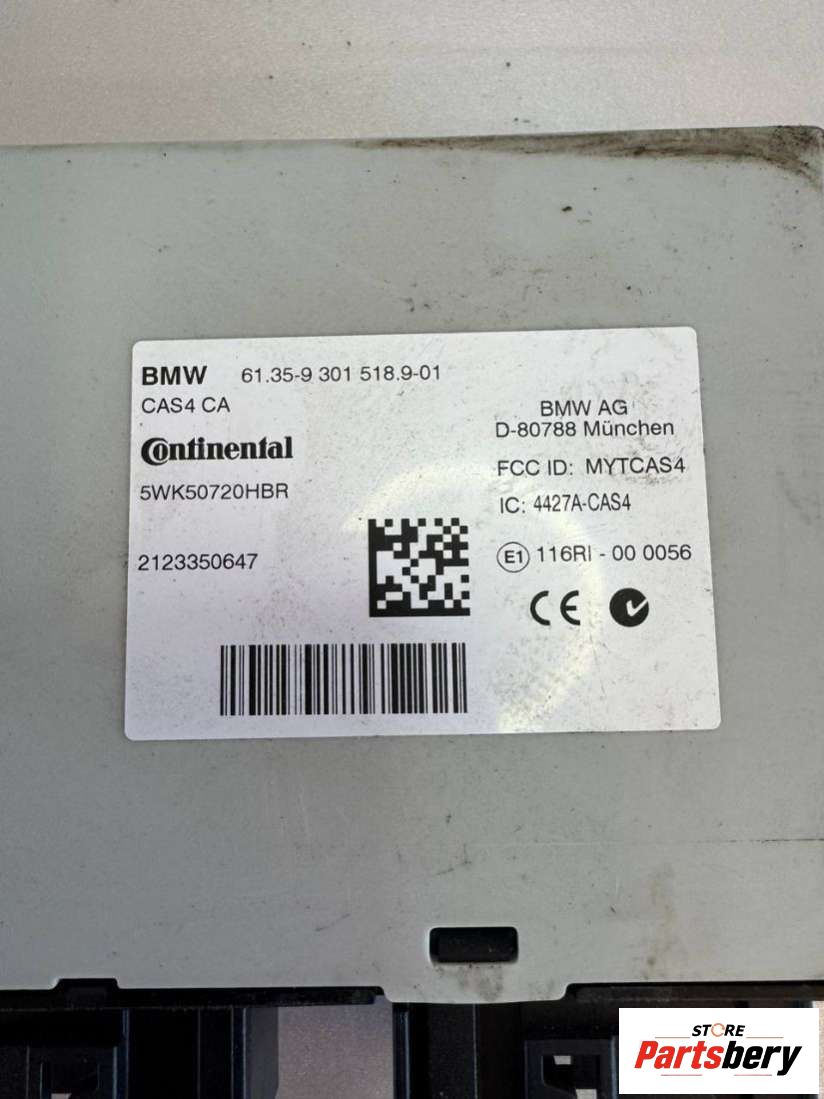 BMW 61.35-9 301 518.9-01
CAS4 CA
Continental
5WK50720HBR
2123350647
BMW AG
D-80788 München
FCC ID: MYTCAS4
IC: 4427A-CAS4
E1 116RI - 00 0056
CE
STORE
Partsbery